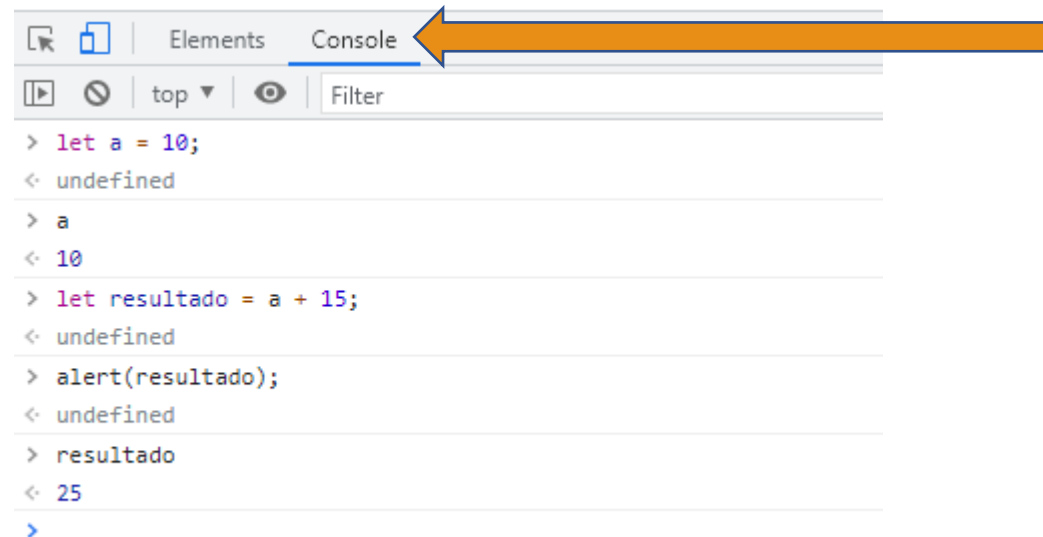 Elements Console
top Filter
> let a = 10;
< undefined
> a
< 10
> let resultado = a + 15;
< undefined
> alert(resultado);
< undefined
> resultado
< 25
>